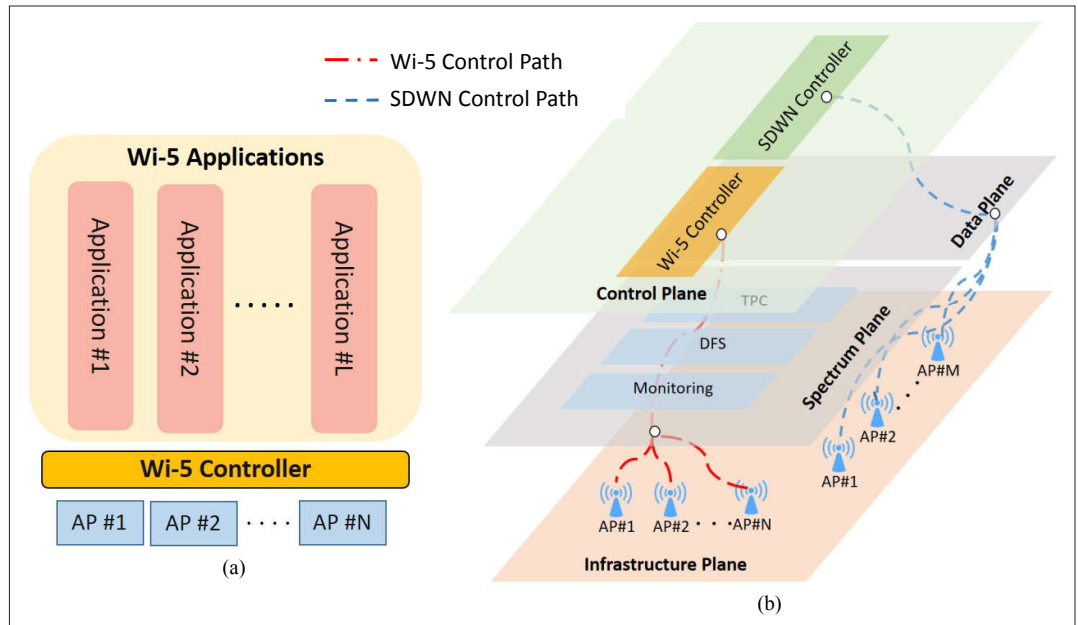 Wi-5 Control Path
SDWN Control Path
Wi-5 Applications
Application #1
Application #2
. . . . .
Application #L
Wi-5 Controller
AP #1
AP #2
. . . .
AP #N
(a)
SDWN Controller
Wi-5 Controller
Control Plane
Data Plane
TPC
DFS
Monitoring
Spectrum Plane
AP#M
. . .
AP#2
AP#1
AP#1
AP#2
. . .
AP#N
Infrastructure Plane
(b)